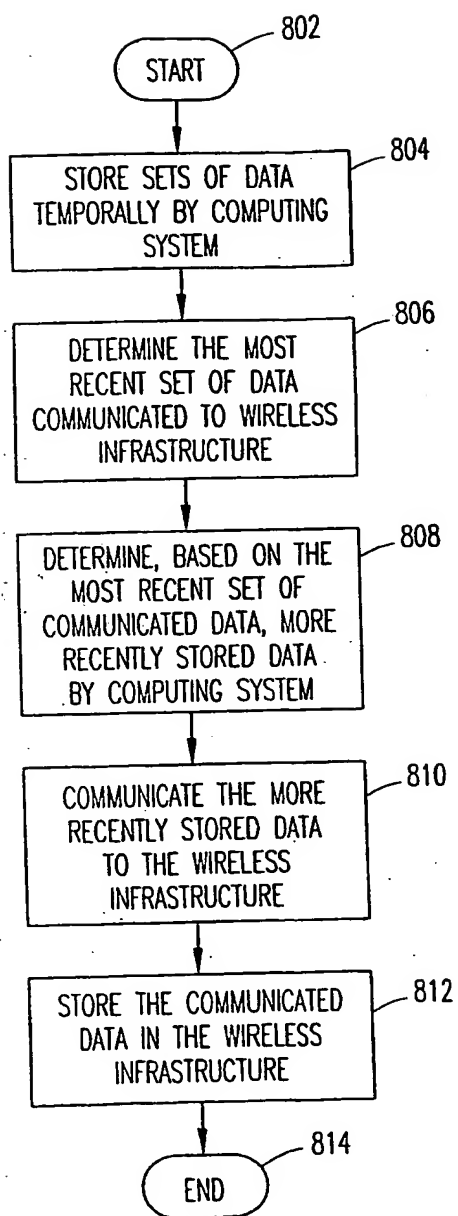 802
START
804
STORE SETS OF DATA
TEMPORALLY BY COMPUTING
SYSTEM
806
DETERMINE THE MOST
RECENT SET OF DATA
COMMUNICATED TO WIRELESS
INFRASTRUCTURE
808
DETERMINE, BASED ON THE
MOST RECENT SET OF
COMMUNICATED DATA, MORE
RECENTLY STORED DATA
BY COMPUTING SYSTEM
810
COMMUNICATE THE MORE
RECENTLY STORED DATA
TO THE WIRELESS
INFRASTRUCTURE
812
STORE THE COMMUNICATED
DATA IN THE WIRELESS
INFRASTRUCTURE
814
END